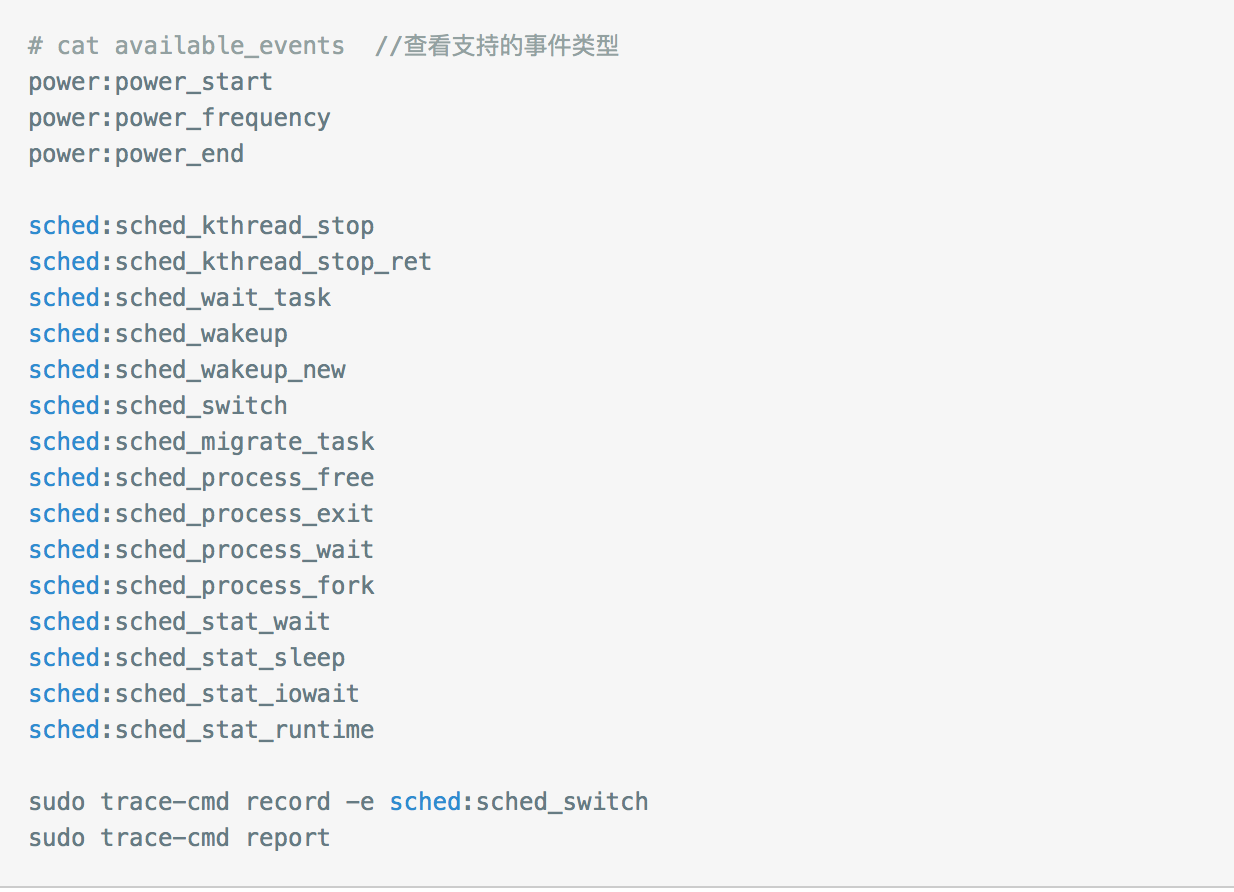 # cat available_events  //查看支持的事件类型
power:power_start
power:power_frequency
power:power_end
sched:sched_kthread_stop
sched:sched_kthread_stop_ret
sched:sched_wait_task
sched:sched_wakeup
sched:sched_wakeup_new
sched:sched_switch
sched:sched_migrate_task
sched:sched_process_free
sched:sched_process_exit
sched:sched_process_wait
sched:sched_process_fork
sched:sched_stat_wait
sched:sched_stat_sleep
sched:sched_stat_iowait
sched:sched_stat_runtime
sudo trace-cmd record -e sched:sched_switch
sudo trace-cmd report